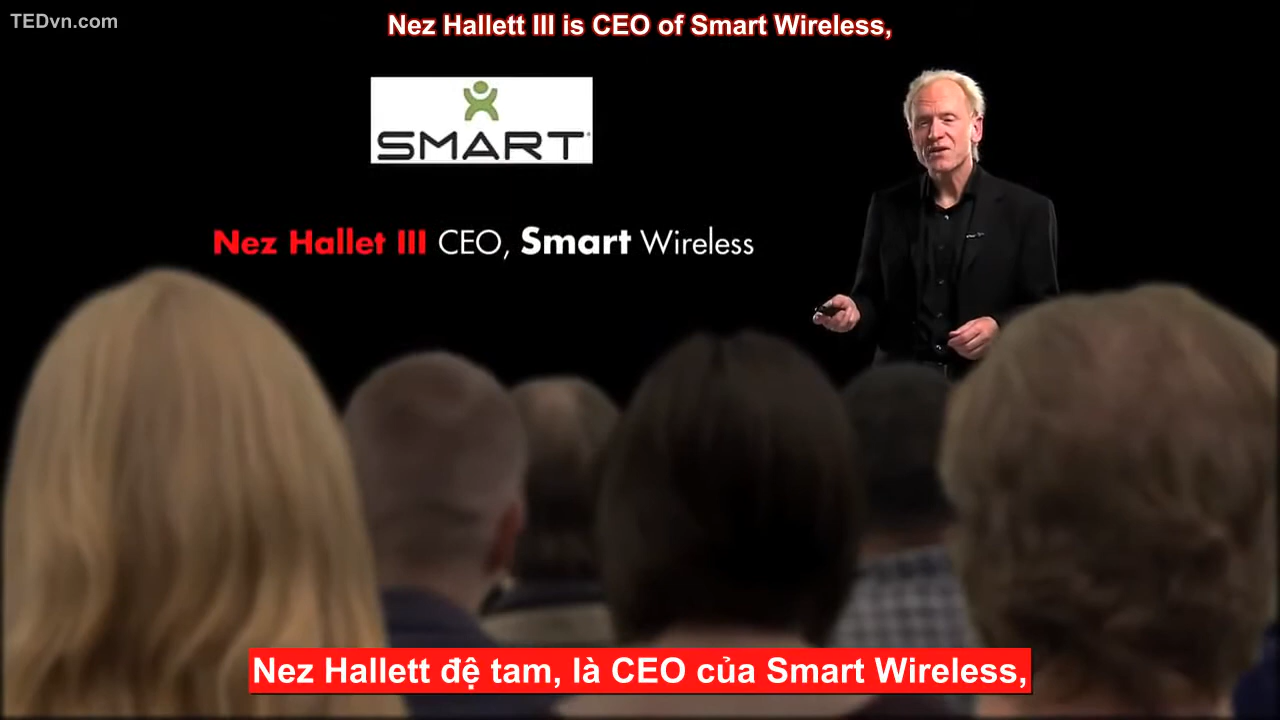 TEDvn.com
Nez Hallett III is CEO of Smart Wireless,
SMART
Nez Hallet III CEO, Smart Wireless
Nez Hallett đệ tam, là CEO của Smart Wireless,